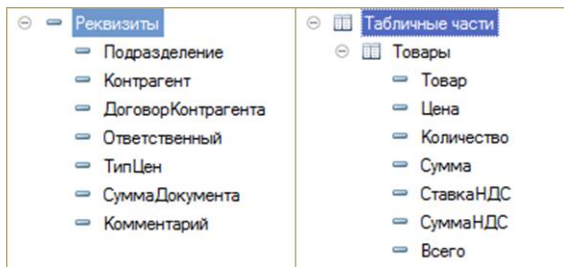 Реквизиты
Подразделение
Контрагент
ДоговорКонтрагента
Ответственный
ТипЦен
СуммаДокумента
Комментарий
Табличные части
Товары
Товар
Цена
Количество
Сумма
СтавкаНДС
СуммаНДС
Всего